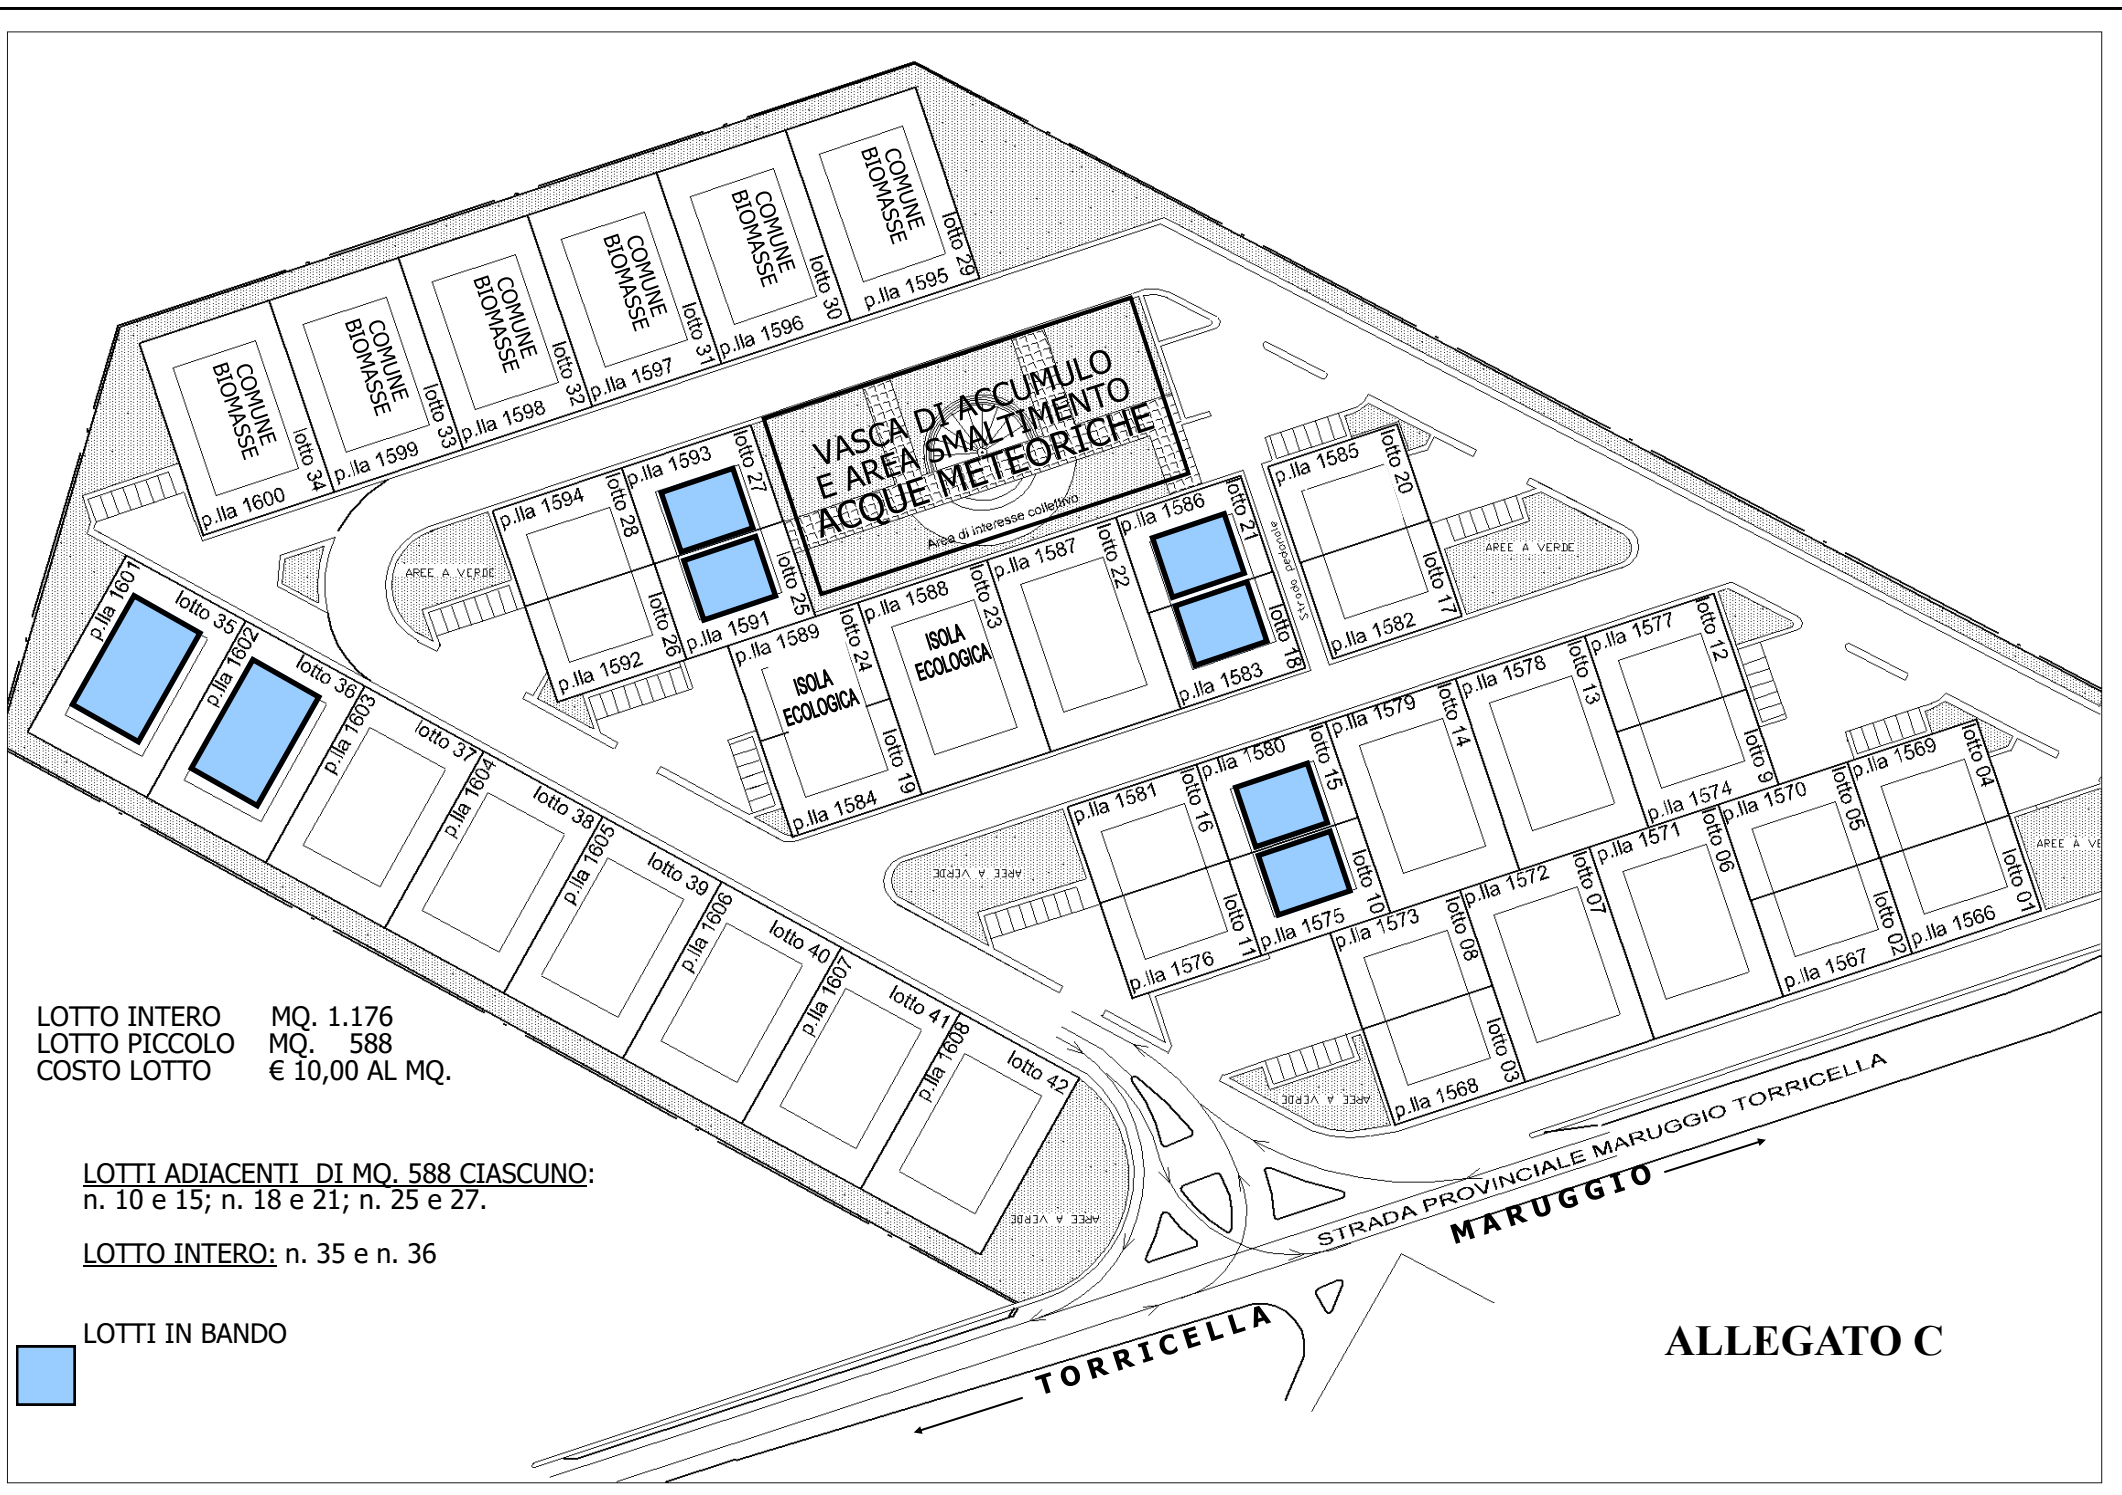 COMUNE
BIOMASSE
lotto 29
p.lla 1595
COMUNE
BIOMASSE
lotto 30
p.lla 1596
COMUNE
BIOMASSE
lotto 31
p.lla 1597
COMUNE
BIOMASSE
lotto 32
p.lla 1598
COMUNE
BIOMASSE
lotto 33
p.lla 1599
COMUNE
BIOMASSE
lotto 34
p.lla 1600
VASCA DI ACCUMULO
E AREA SMALTIMENTO
ACQUE METEORICHE
Area di interesse collettivo
p.lla 1593
lotto 27
p.lla 1594
lotto 28
AREE A VERDE
p.lla 1591
lotto 25
p.lla 1592
lotto 26
p.lla 1585
lotto 20
p.lla 1582
lotto 17
AREE A VERDE
Strada pedonale
p.lla 1586
lotto 21
p.lla 1583
lotto 18
p.lla 1587
lotto 22
p.lla 1588
lotto 23
ISOLA
ECOLOGICA
p.lla 1589
lotto 24
ISOLA
ECOLOGICA
p.lla 1584
lotto 19
p.lla 1601
lotto 35
p.lla 1602
lotto 36
p.lla 1603
lotto 37
p.lla 1604
lotto 38
p.lla 1605
lotto 39
p.lla 1606
lotto 40
p.lla 1607
lotto 41
p.lla 1608
lotto 42
AREE A VERDE
p.lla 1577
lotto 12
p.lla 1578
lotto 13
p.lla 1579
lotto 14
p.lla 1580
lotto 15
p.lla 1581
lotto 16
p.lla 1574
lotto 9
p.lla 1575
lotto 10
p.lla 1576
lotto 11
AREE A VERDE
p.lla 1569
lotto 04
p.lla 1570
lotto 05
p.lla 1571
lotto 06
p.lla 1572
lotto 07
p.lla 1573
lotto 08
p.lla 1566
lotto 01
p.lla 1567
lotto 02
p.lla 1568
lotto 03
AREE A VE
AREE A VERDE
LOTTO INTERO MQ. 1.176
LOTTO PICCOLO MQ. 588
COSTO LOTTO € 10,00 AL MQ.
LOTTI ADIACENTI DI MQ. 588 CIASCUNO:
n. 10 e 15; n. 18 e 21; n. 25 e 27.
LOTTO INTERO: n. 35 e n. 36
LOTTI IN BANDO
STRADA PROVINCIALE MARUGGIO TORRICELLA
MARUGGIO
TORRICELLA
ALLEGATO C